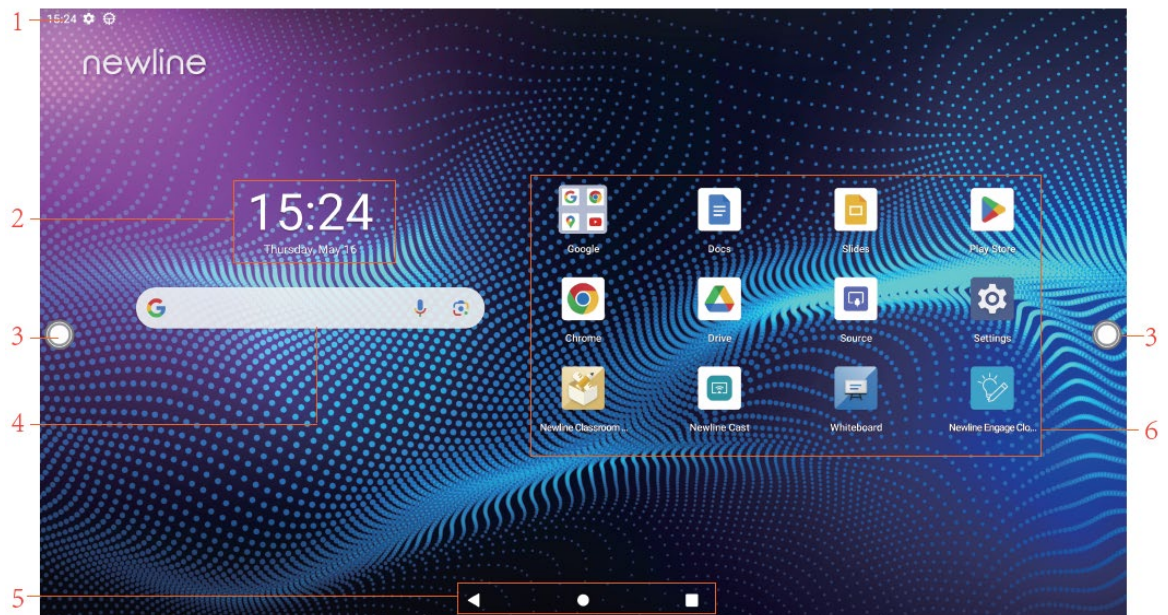 1
15:24
newline
2
15:24
Thursday, May 16
Google
Docs
Slides
Play Store
3
3
Chrome
Drive
Source
Settings
4
Newline Classroom ...
Newline Cast
Whiteboard
Newline Engage Clo...
6
5